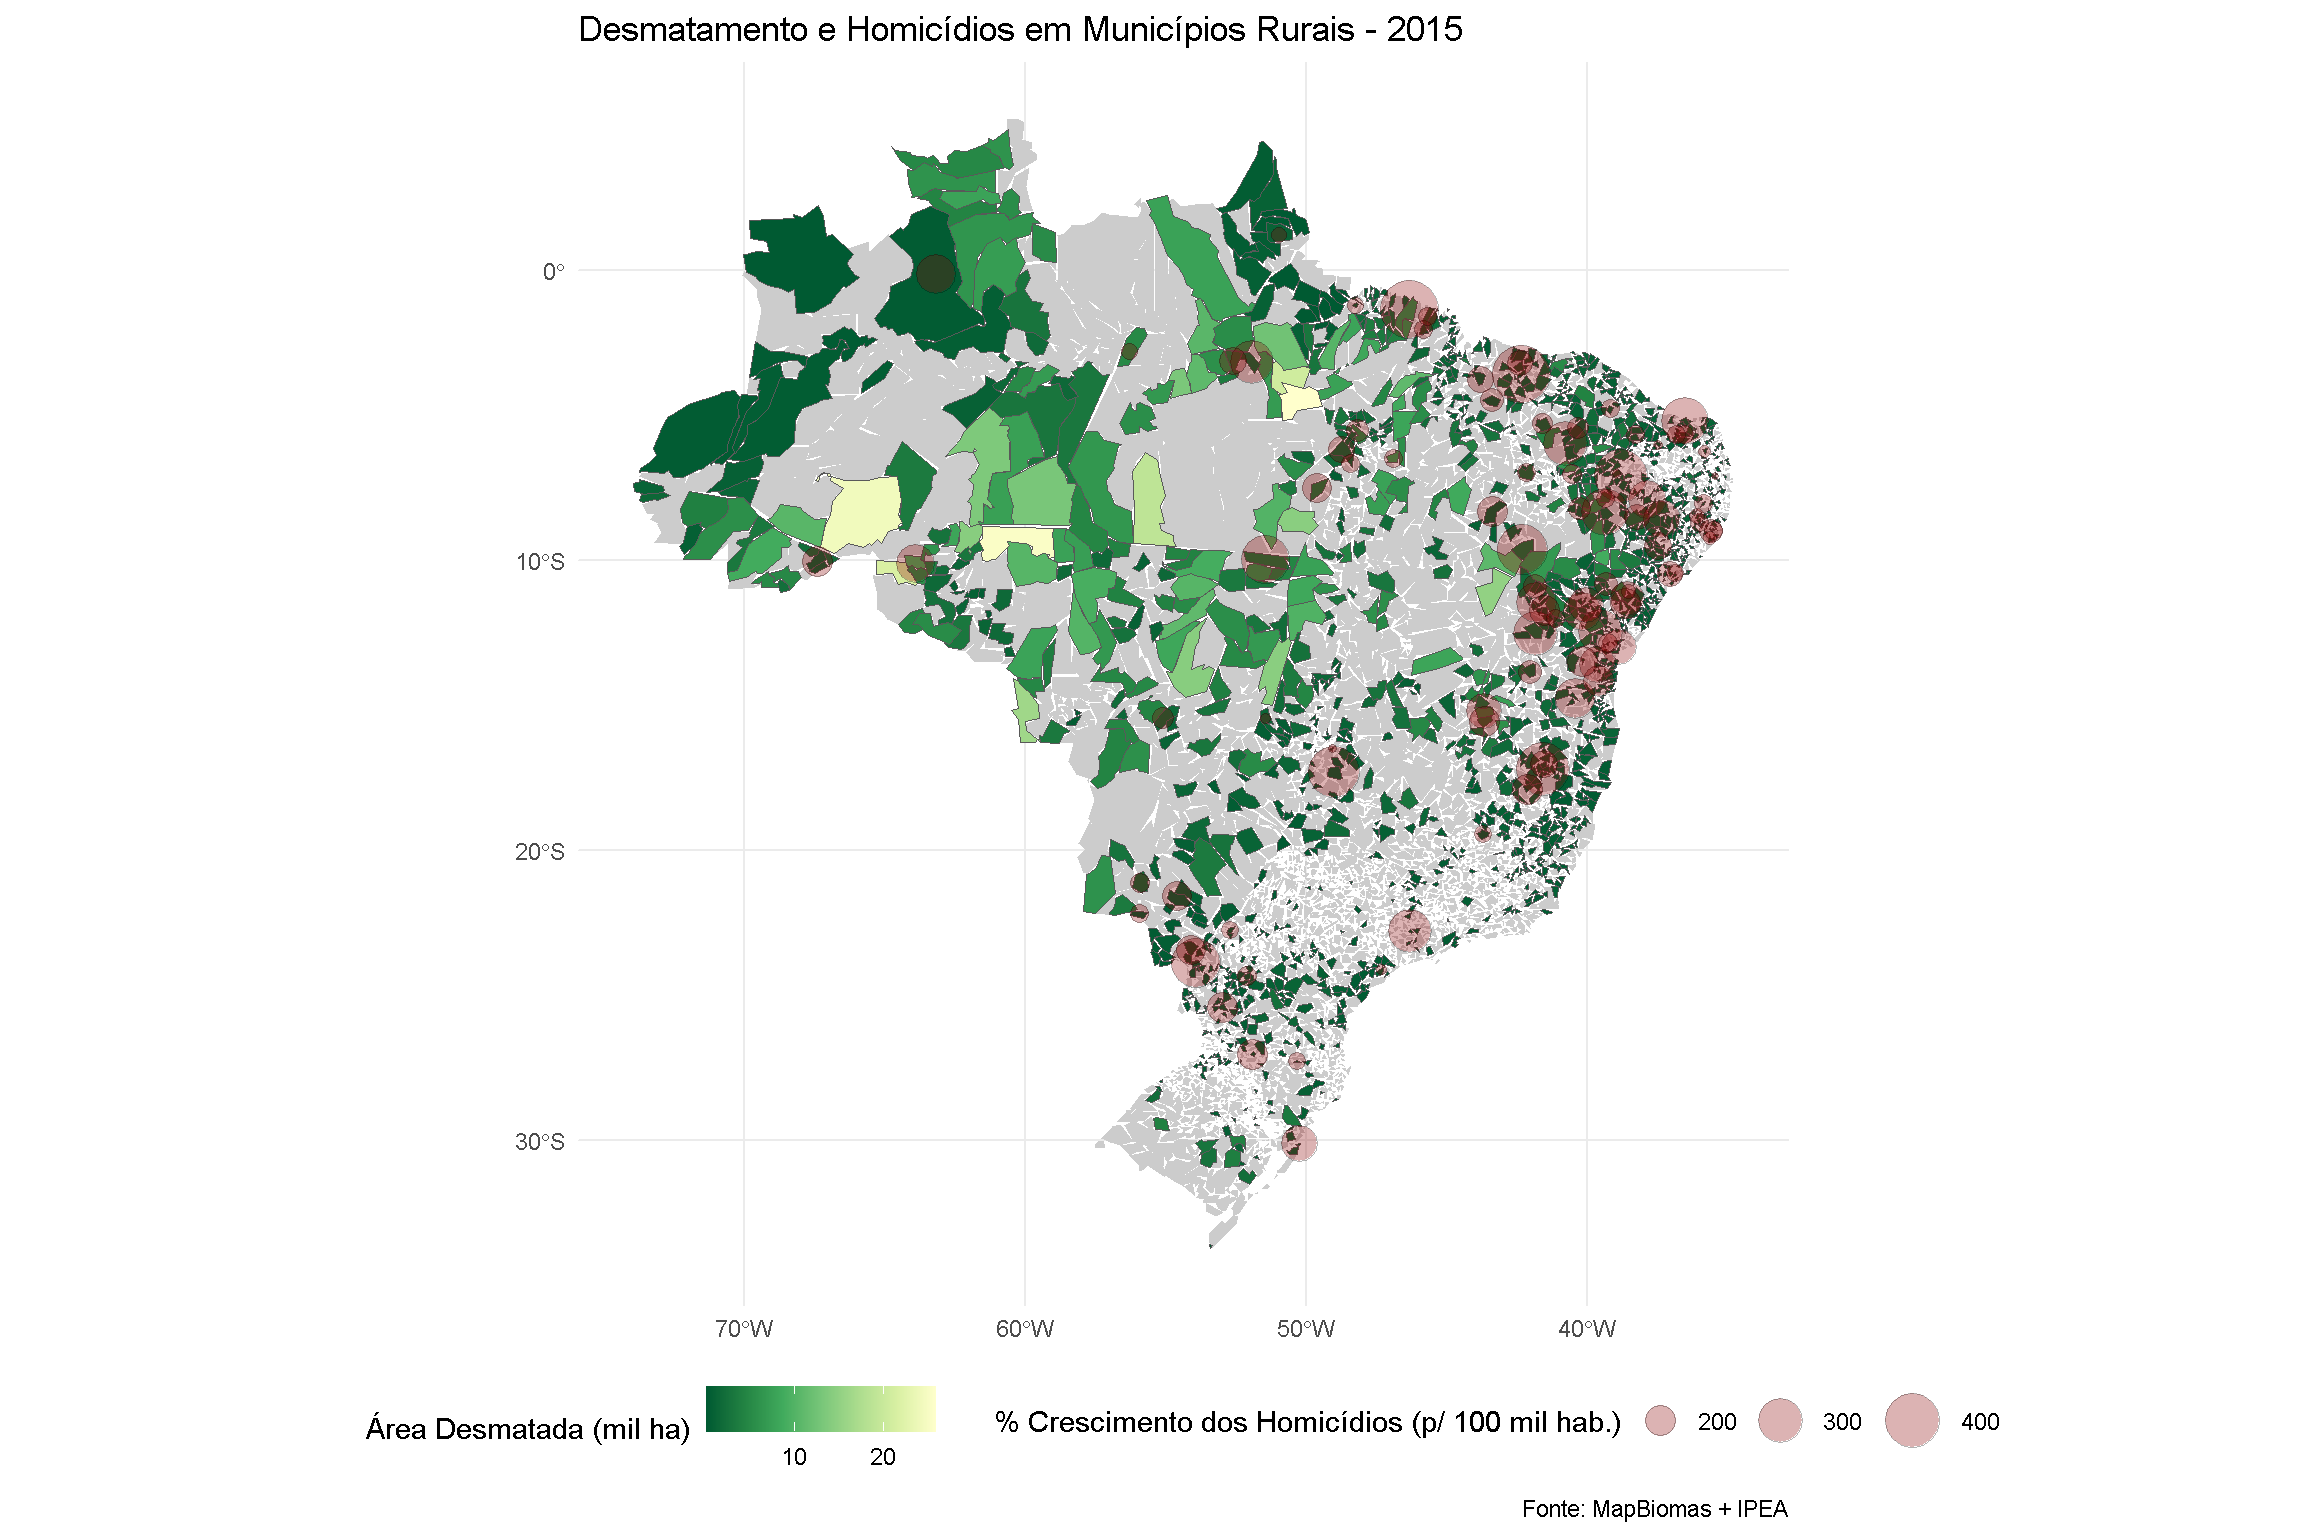 Desmatamento e Homicídios em Municípios Rurais - 2015
0°
10°S
20°S
30°S
70°W 60°W 50°W 40°W
Área Desmatada (mil ha)
10 20
% Crescimento dos Homicídios (p/ 100 mil hab.) 200 300 400
Fonte: MapBiomas + IPEA